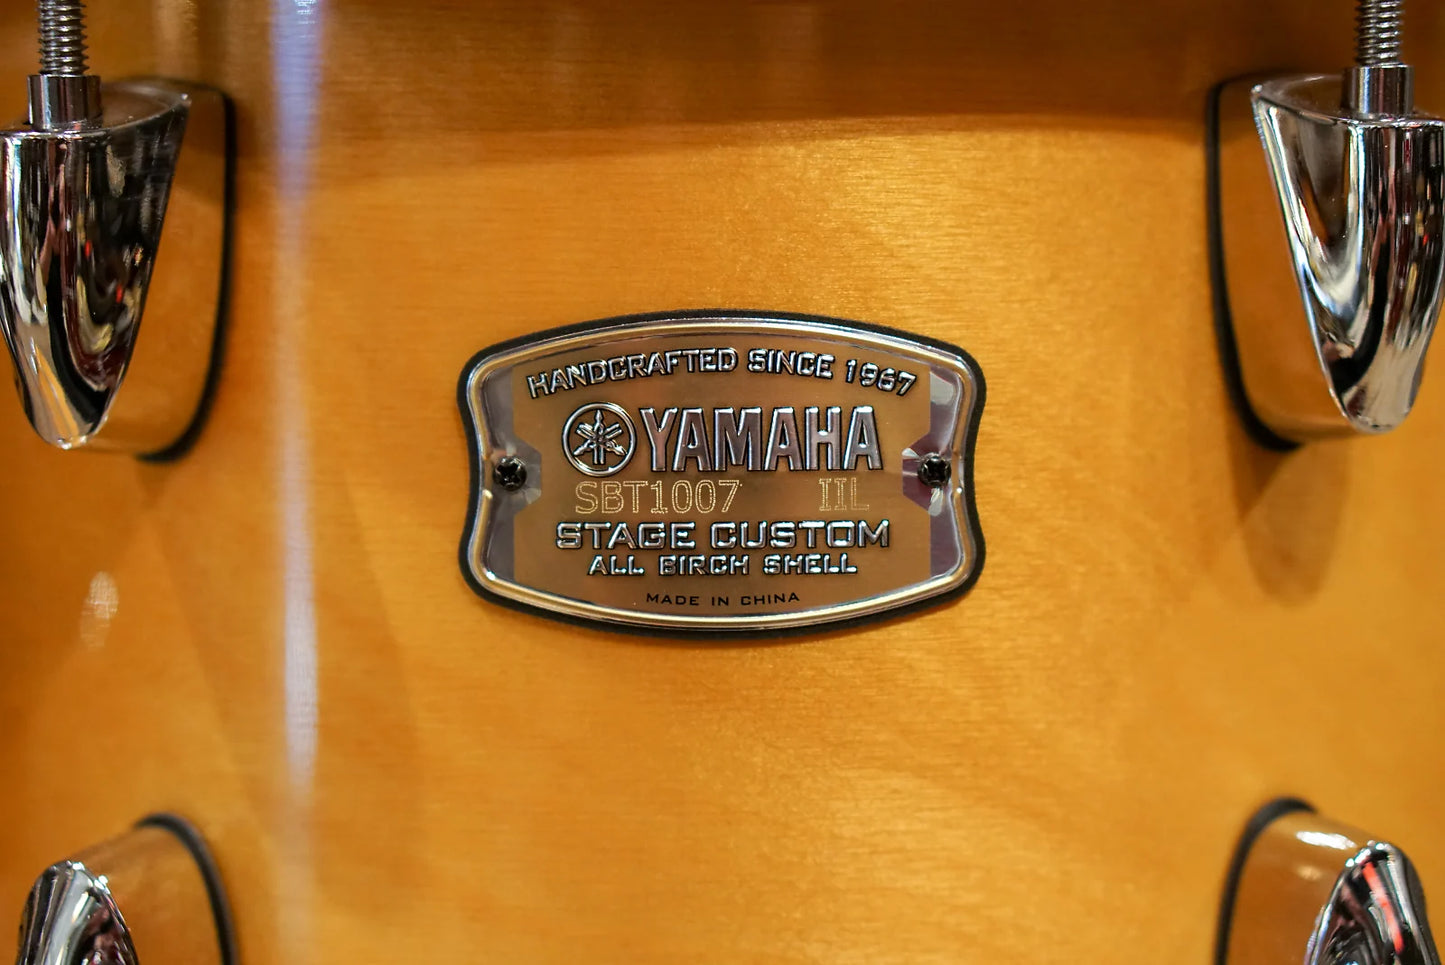 HANDCRAFTED SINCE 1967
YAMAHA
SBT1007 IIL
STAGE CUSTOM
ALL BIRCH SHELL
MADE IN CHINA